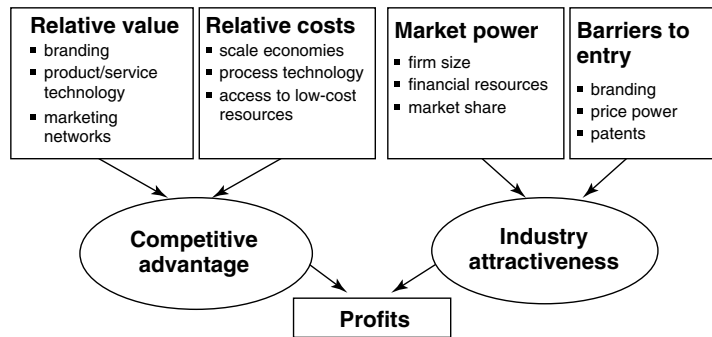 Relative value
▪ branding
▪ product/service
technology
▪ marketing
networks
Relative costs
▪ scale economies
▪ process technology
▪ access to low-cost
resources
Market power
▪ firm size
▪ financial resources
▪ market share
Barriers to
entry
▪ branding
▪ price power
▪ patents
Competitive
advantage
Industry
attractiveness
Profits